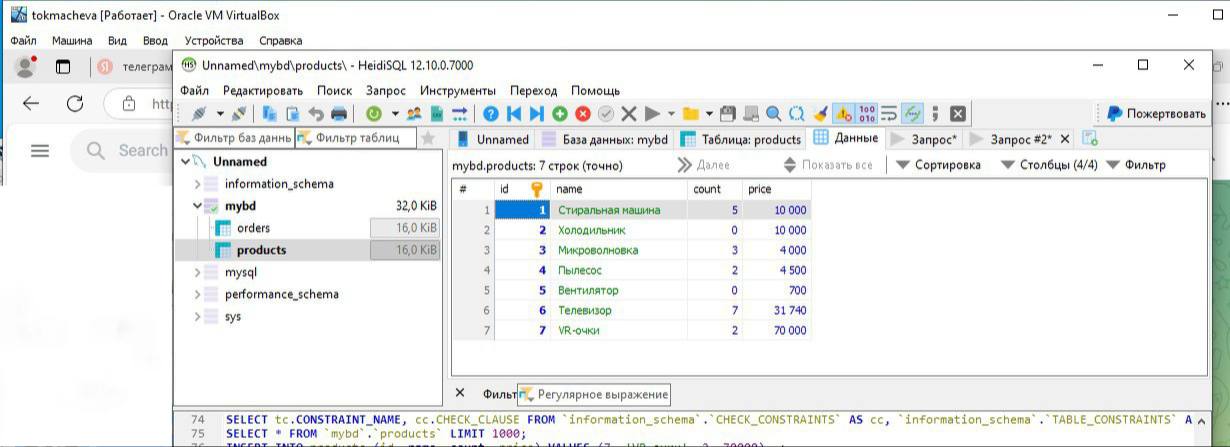 tokmacheva [Работает] - Oracle VM VirtualBox
Файл Машина Вид Ввод Устройства Справка
телеграм
Unnamed\mybd\products\ - HeidiSQL 12.10.0.7000
Файл Редактировать Поиск Запрос Инструменты Переход Помощь
Пожертвовать
htt
Search
Фильтр баз даннь Фильтр таблиц
Unnamed База данных: mybd Таблица: products Данные Запрос* Запрос #2*
Unnamed
information_schema
mybd 32,0 KiB
orders 16,0 KiB
products 16,0 KiB
mysql
performance_schema
sys
mybd.products: 7 строк (точно) Далее Показать все Сортировка Столбцы (4/4) Фильтр
# id name count price
1 1 Стиральная машина 5 10 000
2 2 Холодильник 0 10 000
3 3 Микроволновка 3 4 000
4 4 Пылесос 2 4 500
5 5 Вентилятор 0 700
6 6 Телевизор 7 31 740
7 7 VR-очки 2 70 000
Фильт Регулярное выражение
74 SELECT tc.CONSTRAINT_NAME, cc.CHECK_CLAUSE FROM `information_schema`.`CHECK_CONSTRAINTS` AS cc, `information_schema`.`TABLE_CONSTRAINTS` A
75 SELECT * FROM `mybd`.`products` LIMIT 1000;